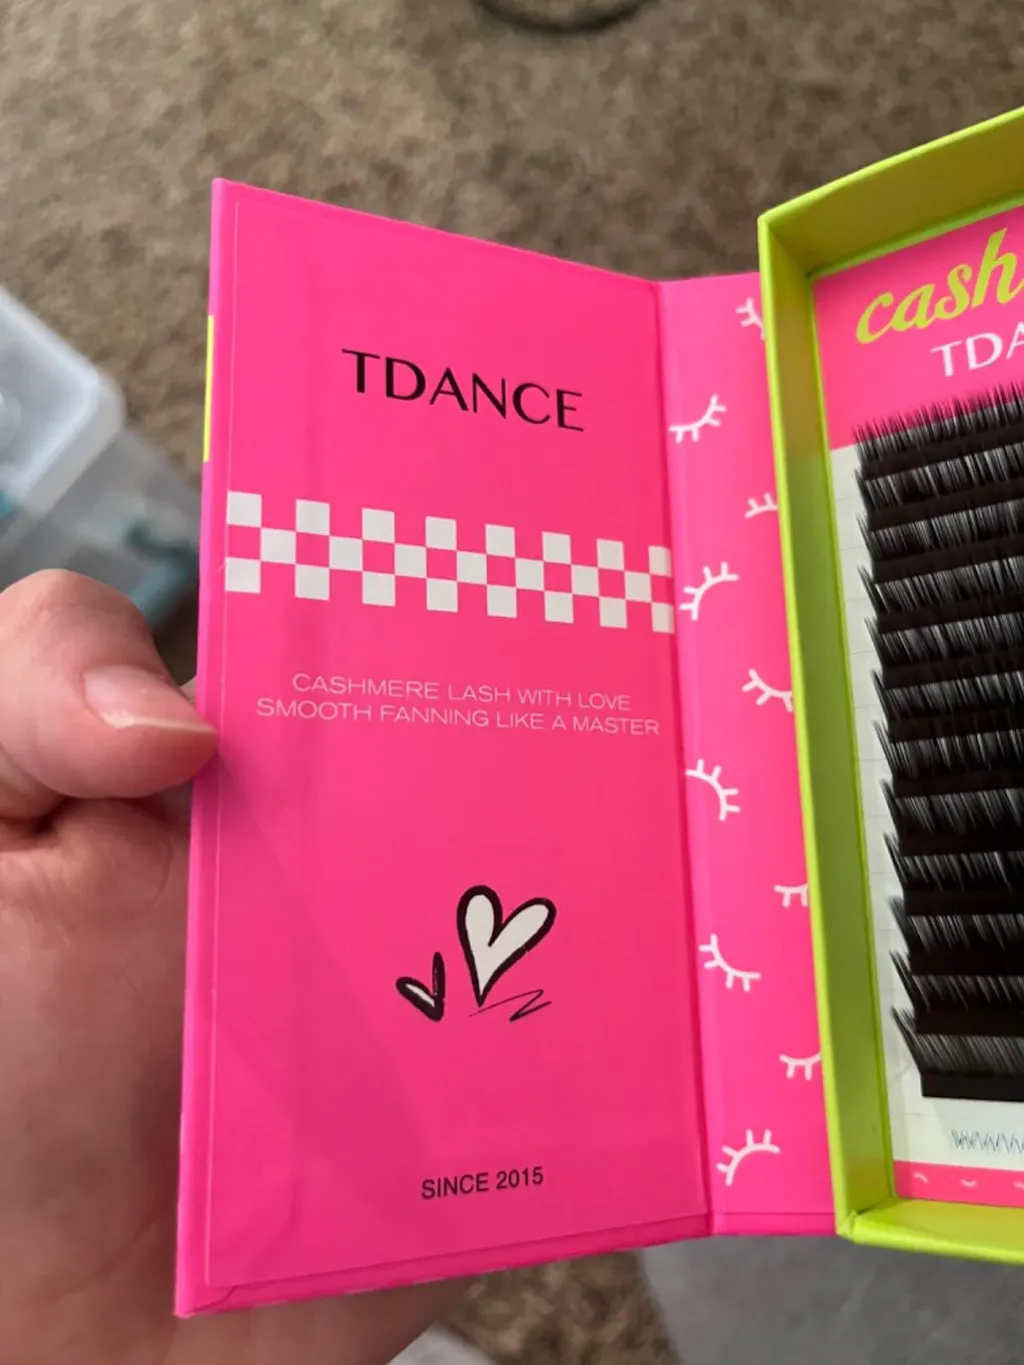 TDANCE
CASHMERE LASH WITH LOVE
SMOOTH FANNING LIKE A MASTER
SINCE 2015
cash
TDA